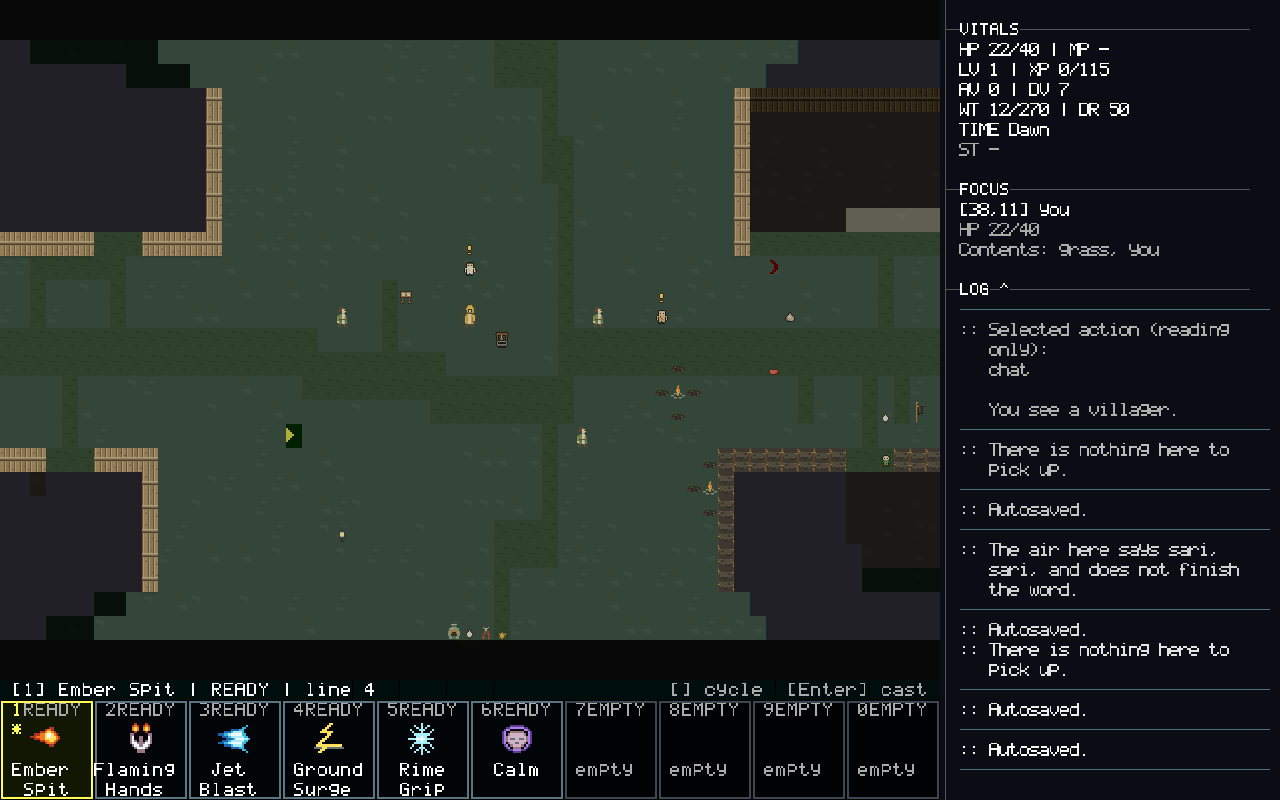 VITALS
HP 22/40 | MP -
LV 1 | XP 0/115
AV 0 | DV 7
WT 12/270 | DR 50
TIME Dawn
ST -
FOCUS
[38,11] You
HP 22/40
Contents: grass, You
LOG ^
:: Selected action (reading
only):
chat
You see a villager.
:: There is nothing here to
Pick up.
:: Autosaved.
:: The air here says sari,
sari, and does not finish
the word.
:: Autosaved.
:: There is nothing here to
Pick up.
:: Autosaved.
:: Autosaved.
[1] Ember Spit | READY | line 4
[] cycle [Enter] cast
1READY 2READY 3READY 4READY 5READY 6READY 7EMPTY 8EMPTY 9EMPTY 0EMPTY
*
Ember Flaming Jet Ground Rime Calm empty empty empty empty
Spit Hands Blast Surge Grip